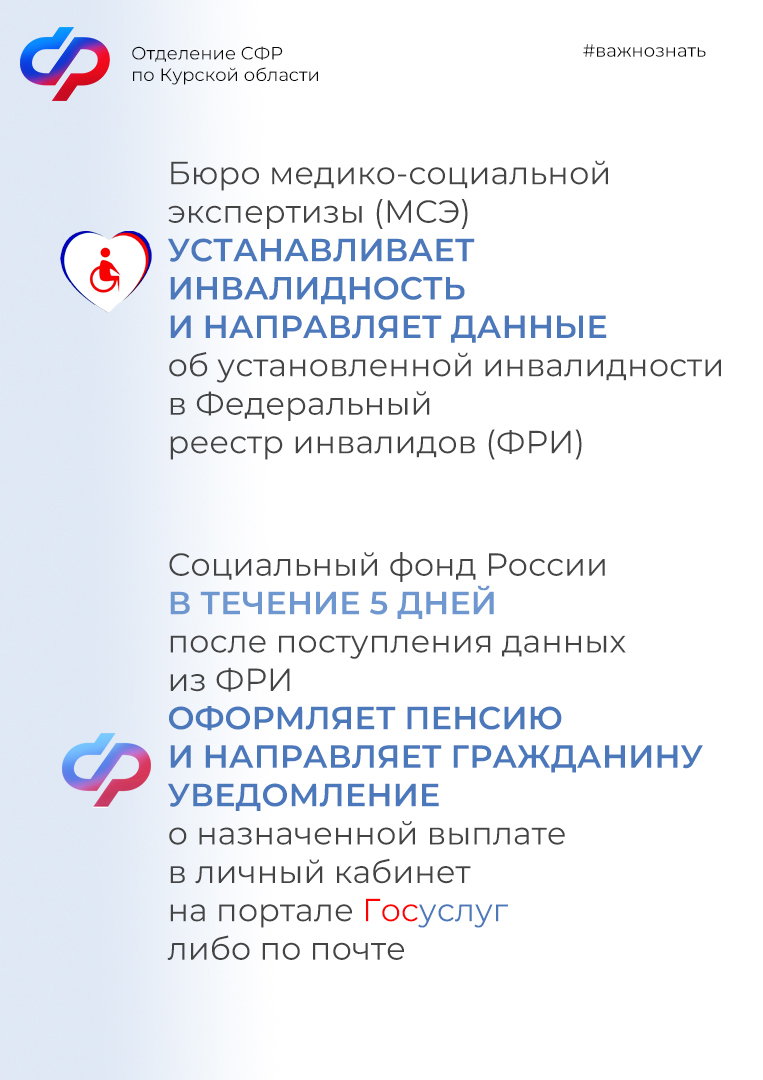 Отделение СФР
по Курской области
#важнознать
Бюро медико-социальной
экспертизы (МСЭ)
УСТАНАВЛИВАЕТ
ИНВАЛИДНОСТЬ
И НАПРАВЛЯЕТ ДАННЫЕ
об установленной инвалидности
в Федеральный
реестр инвалидов (ФРИ)
Социальный фонд России
В ТЕЧЕНИЕ 5 ДНЕЙ
после поступления данных
из ФРИ
ОФОРМЛЯЕТ ПЕНСИЮ
И НАПРАВЛЯЕТ ГРАЖДАНИНУ
УВЕДОМЛЕНИЕ
о назначенной выплате
в личный кабинет
на портале Госуслуг
либо по почте